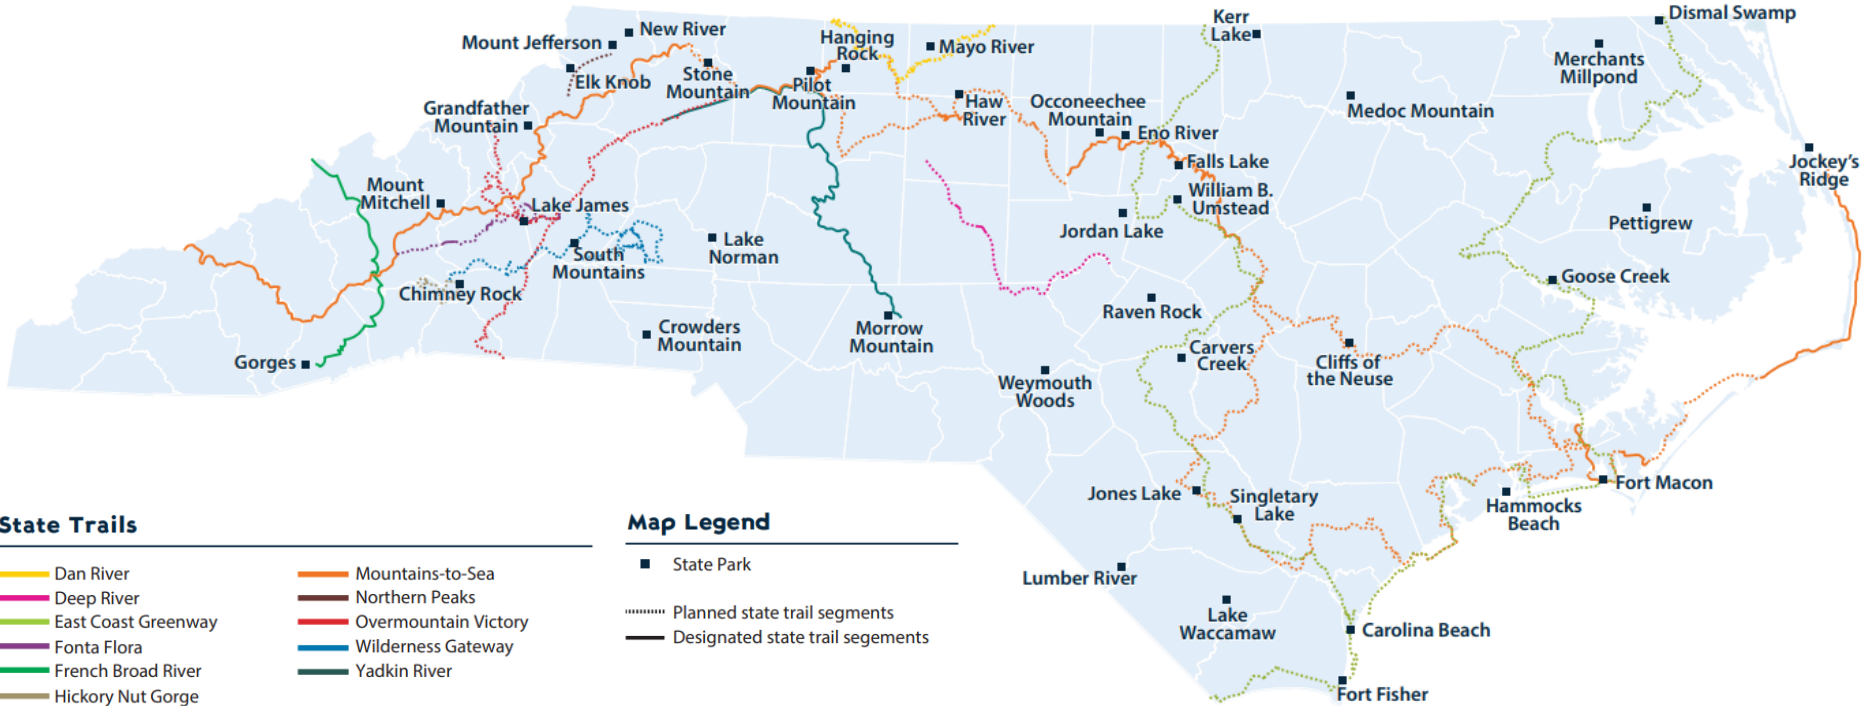 Dismal Swamp
Kerr
Lake
New River
Mount Jefferson
Hanging
Rock
Mayo River
Merchants
Millpond
Elk Knob
Stone
Mountain
Pilot
Mountain
Grandfather
Mountain
Haw
River
Occoneechee
Mountain
Medoc Mountain
Eno River
Falls Lake
Jockey's
Ridge
Mount
Mitchell
Lake James
William B.
Umstead
Pettigrew
Jordan Lake
Lake
Norman
South
Mountains
Goose Creek
Chimney Rock
Raven Rock
Crowders
Mountain
Morrow
Mountain
Carvers
Creek
Cliffs of
the Neuse
Gorges
Weymouth
Woods
Fort Macon
Jones Lake
Singletary
Lake
Hammocks
Beach
Lumber River
Lake
Waccamaw
Carolina Beach
Fort Fisher
State Trails
Dan River
Deep River
East Coast Greenway
Fonta Flora
French Broad River
Hickory Nut Gorge
Mountains-to-Sea
Northern Peaks
Overmountain Victory
Wilderness Gateway
Yadkin River
Map Legend
State Park
Planned state trail segments
Designated state trail segements